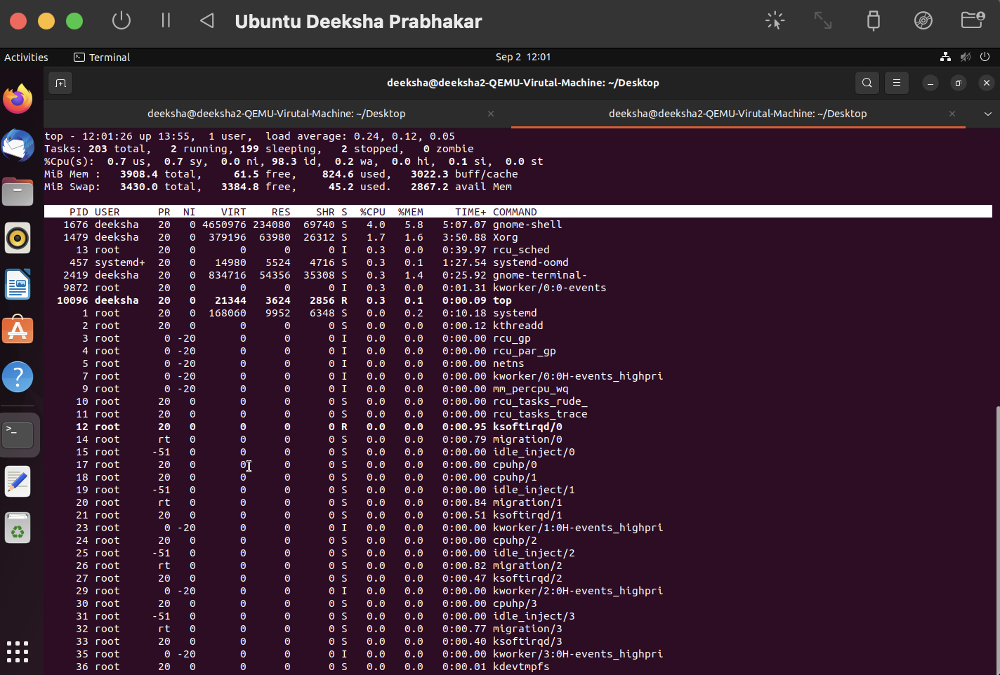 Ubuntu Deeksha Prabhakar
Activities Terminal Sep 2 12:01
deeksha@deeksha2-QEMU-Virutal-Machine: ~/Desktop
deeksha@deeksha2-QEMU-Virutal-Machine: ~/Desktop × deeksha@deeksha2-QEMU-Virutal-Machine: ~/Desktop ×
top - 12:01:26 up 13:55,  1 user,  load average: 0.24, 0.12, 0.05
Tasks: 203 total,   2 running, 199 sleeping,   2 stopped,   0 zombie
%Cpu(s):  0.7 us,  0.7 sy,  0.0 ni, 98.3 id,  0.2 wa,  0.0 hi,  0.1 si,  0.0 st
MiB Mem :   3908.4 total,     61.5 free,    824.6 used,   3022.3 buff/cache
MiB Swap:   3430.0 total,   3384.8 free,     45.2 used.   2867.2 avail Mem
PID USER      PR  NI    VIRT    RES    SHR S  %CPU  %MEM     TIME+ COMMAND
1676 deeksha   20   0 4650976 234080  69740 S   4.0   5.8   5:07.07 gnome-shell
1479 deeksha   20   0  379196  63980  26312 S   1.7   1.6   3:50.88 Xorg
13 root      20   0       0      0      0 I   0.3   0.0   0:39.97 rcu_sched
457 systemd+  20   0   14980   5524   4716 S   0.3   0.1   1:27.54 systemd-oomd
2419 deeksha   20   0  834716  54356  35308 S   0.3   1.4   0:25.92 gnome-terminal-
9872 root      20   0       0      0      0 I   0.3   0.0   0:01.31 kworker/0:0-events
10096 deeksha   20   0   21344   3624   2856 R   0.3   0.1   0:00.09 top
1 root      20   0  168060   9952   6348 S   0.0   0.2   0:10.18 systemd
2 root      20   0       0      0      0 S   0.0   0.0   0:00.12 kthreadd
3 root       0 -20       0      0      0 I   0.0   0.0   0:00.00 rcu_gp
4 root       0 -20       0      0      0 I   0.0   0.0   0:00.00 rcu_par_gp
5 root       0 -20       0      0      0 I   0.0   0.0   0:00.00 netns
7 root       0 -20       0      0      0 I   0.0   0.0   0:00.00 kworker/0:0H-events_highpri
9 root       0 -20       0      0      0 I   0.0   0.0   0:00.00 mm_percpu_wq
10 root      20   0       0      0      0 S   0.0   0.0   0:00.00 rcu_tasks_rude_
11 root      20   0       0      0      0 S   0.0   0.0   0:00.00 rcu_tasks_trace
12 root      20   0       0      0      0 R   0.0   0.0   0:00.95 ksoftirqd/0
14 root      rt   0       0      0      0 S   0.0   0.0   0:00.79 migration/0
15 root     -51   0       0      0      0 S   0.0   0.0   0:00.00 idle_inject/0
17 root      20   0       0      0      0 S   0.0   0.0   0:00.00 cpuhp/0
18 root      20   0       0      0      0 S   0.0   0.0   0:00.00 cpuhp/1
19 root     -51   0       0      0      0 S   0.0   0.0   0:00.00 idle_inject/1
20 root      rt   0       0      0      0 S   0.0   0.0   0:00.84 migration/1
21 root      20   0       0      0      0 S   0.0   0.0   0:00.51 ksoftirqd/1
23 root       0 -20       0      0      0 I   0.0   0.0   0:00.00 kworker/1:0H-events_highpri
24 root      20   0       0      0      0 S   0.0   0.0   0:00.00 cpuhp/2
25 root     -51   0       0      0      0 S   0.0   0.0   0:00.00 idle_inject/2
26 root      rt   0       0      0      0 S   0.0   0.0   0:00.82 migration/2
27 root      20   0       0      0      0 S   0.0   0.0   0:00.47 ksoftirqd/2
29 root       0 -20       0      0      0 I   0.0   0.0   0:00.00 kworker/2:0H-events_highpri
30 root      20   0       0      0      0 S   0.0   0.0   0:00.00 cpuhp/3
31 root     -51   0       0      0      0 S   0.0   0.0   0:00.00 idle_inject/3
32 root      rt   0       0      0      0 S   0.0   0.0   0:00.77 migration/3
33 root      20   0       0      0      0 S   0.0   0.0   0:00.40 ksoftirqd/3
35 root       0 -20       0      0      0 I   0.0   0.0   0:00.00 kworker/3:0H-events_highpri
36 root      20   0       0      0      0 S   0.0   0.0   0:00.01 kdevtmpfs